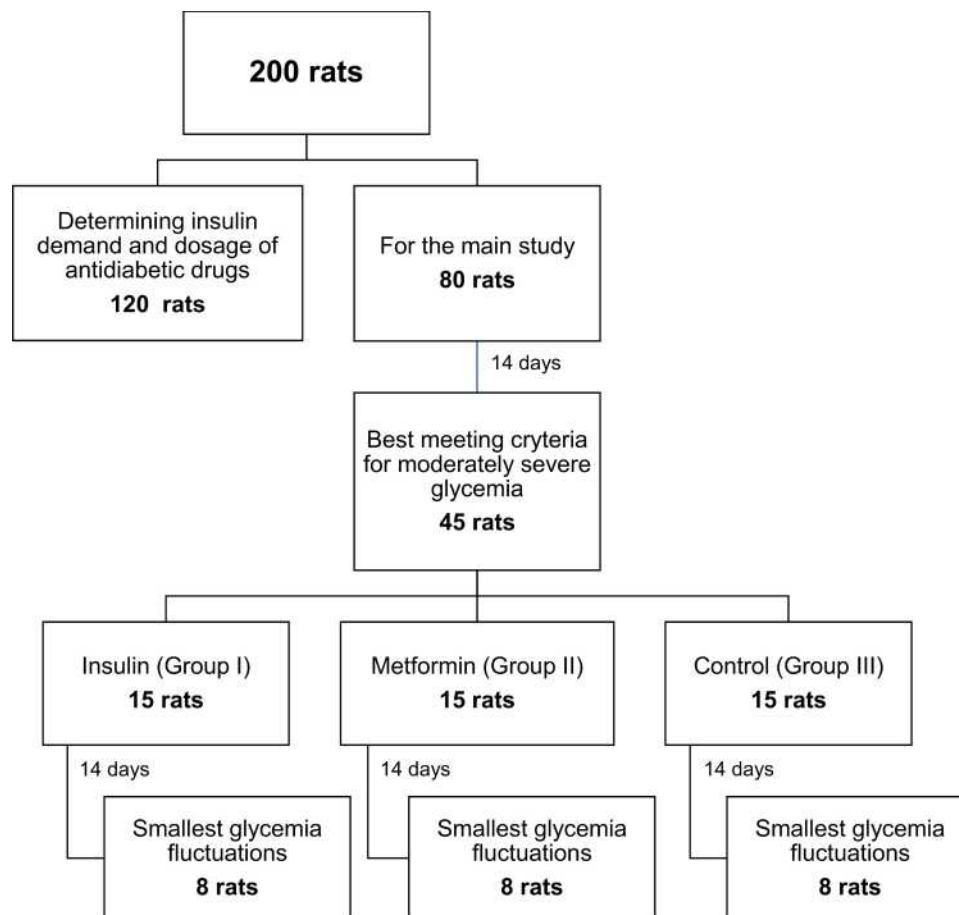 200 rats
Determining insulin
demand and dosage of
antidiabetic drugs
120 rats
For the main study
80 rats
14 days
Best meeting cryteria
for moderately severe
glycemia
45 rats
Insulin (Group I)
15 rats
Metformin (Group II)
15 rats
Control (Group III)
15 rats
14 days
14 days
14 days
Smallest glycemia
fluctuations
8 rats
Smallest glycemia
fluctuations
8 rats
Smallest glycemia
fluctuations
8 rats